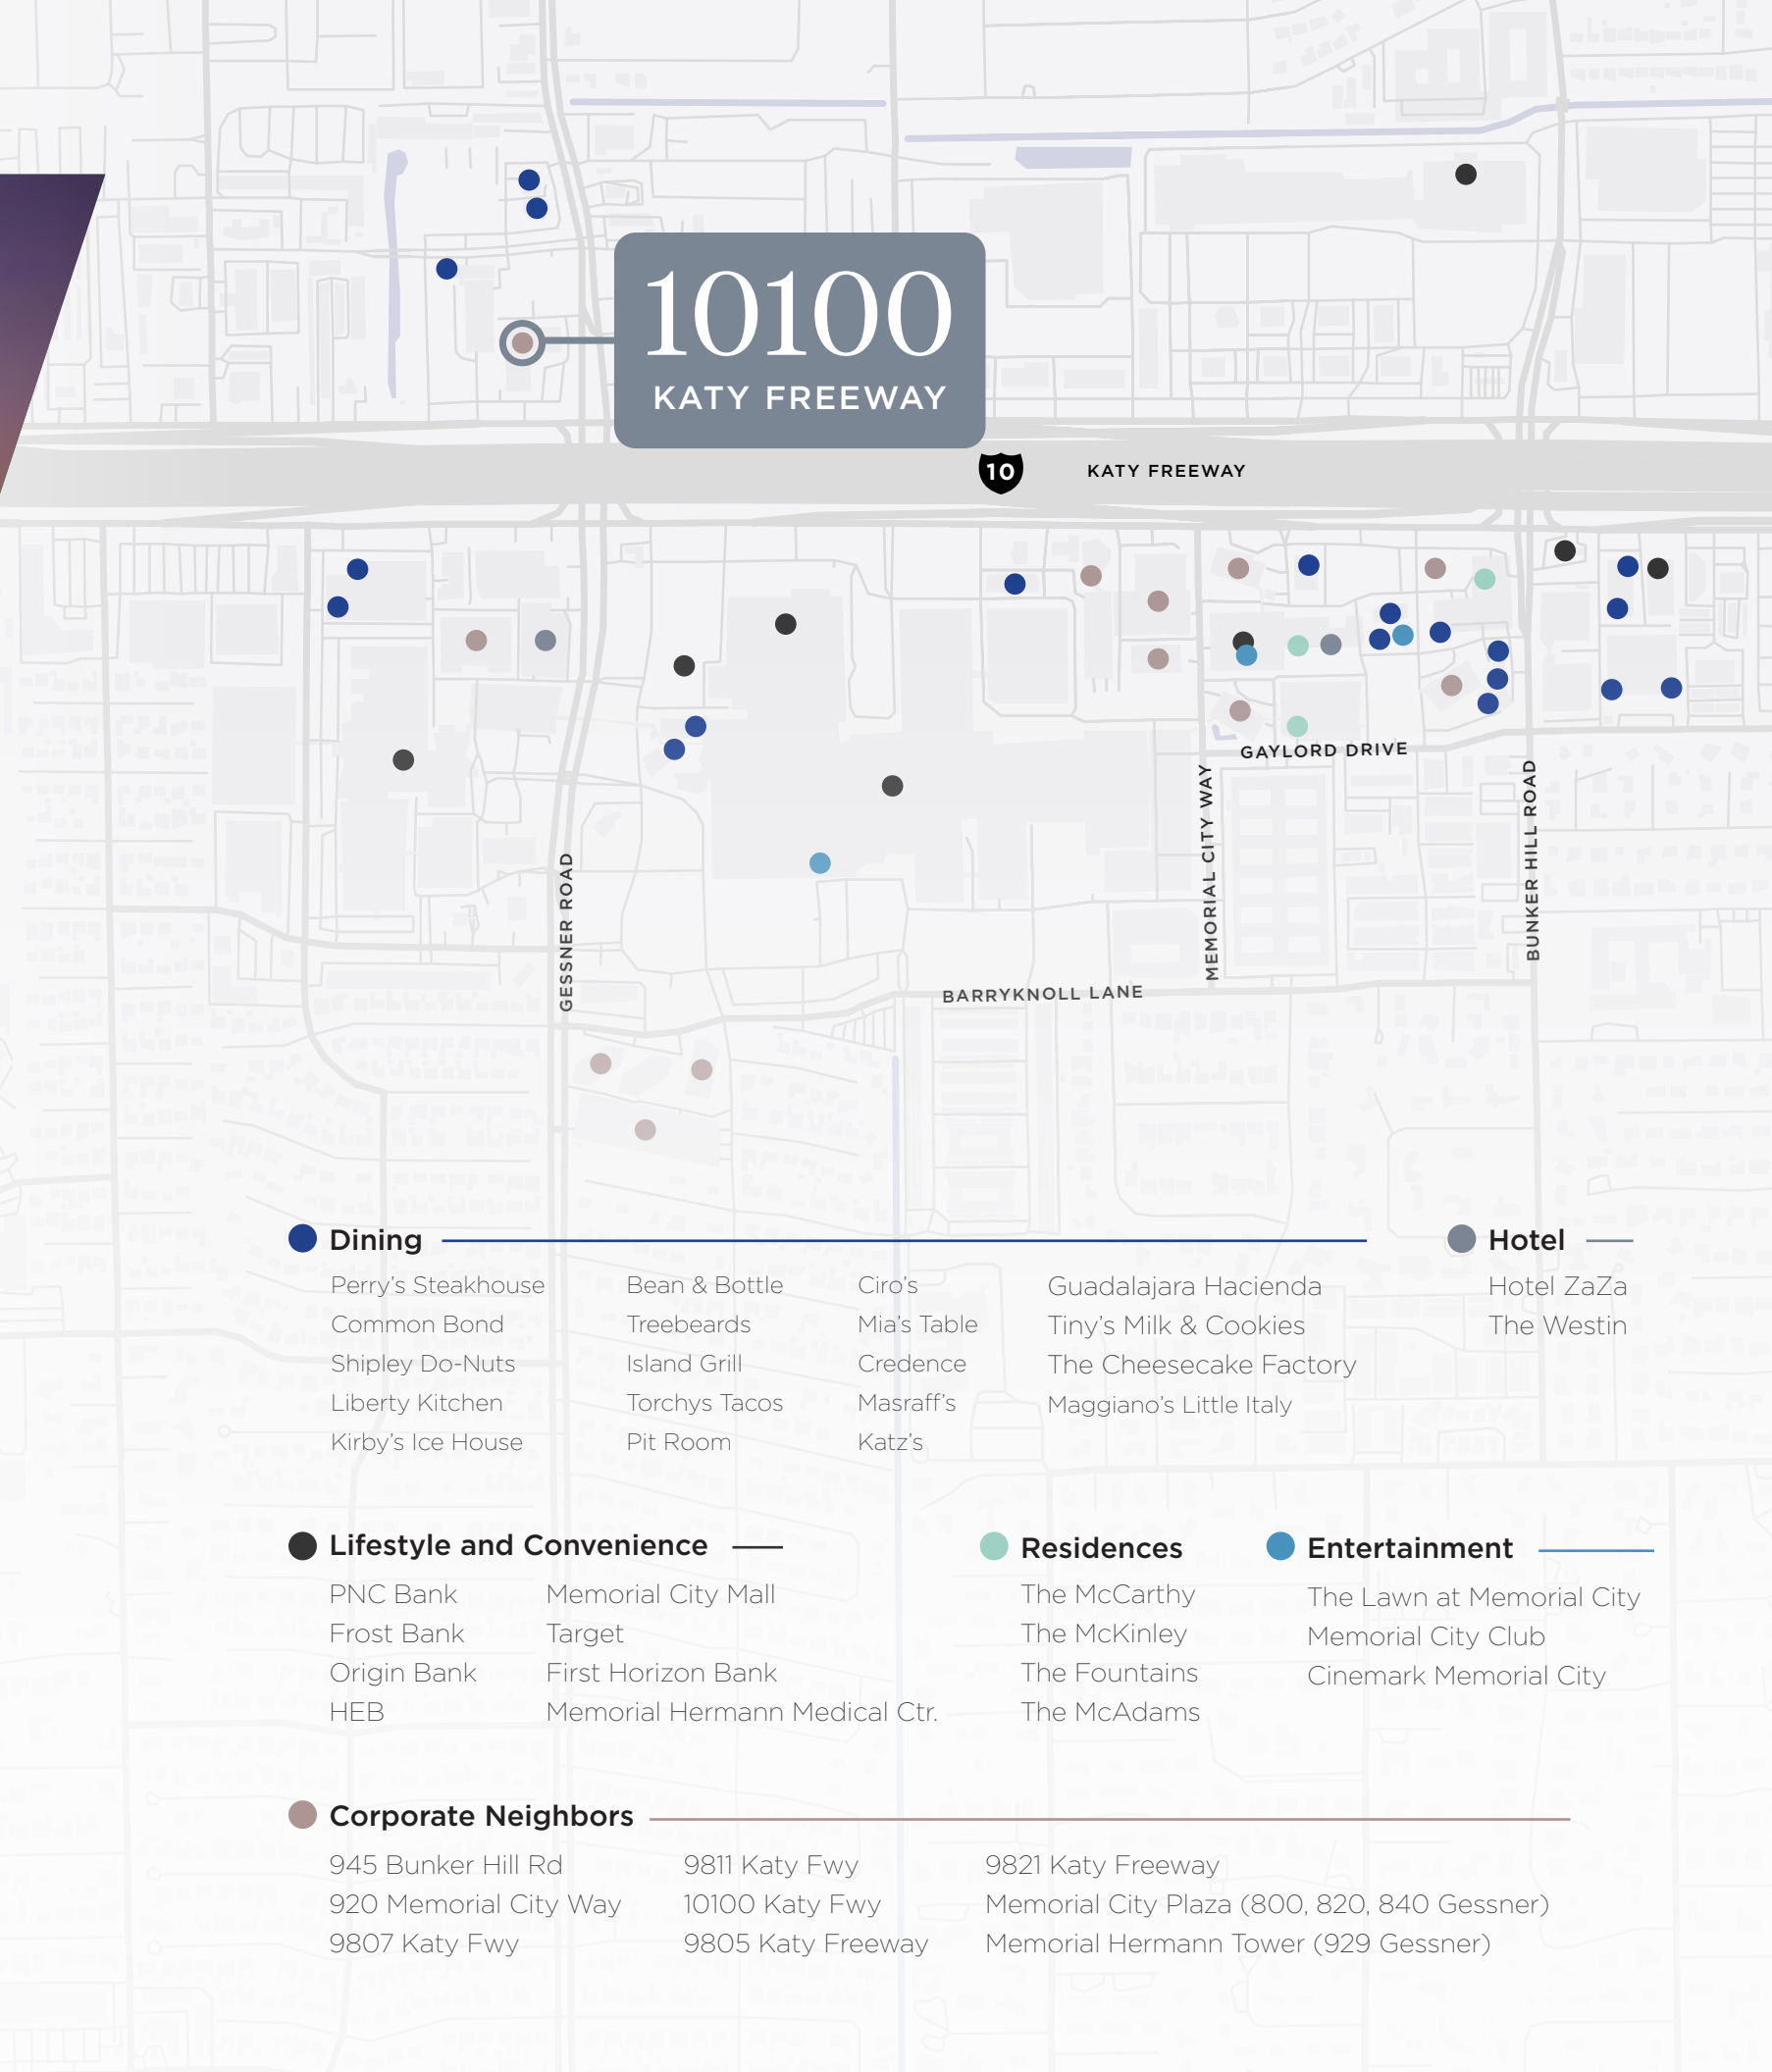 10100
KATY FREEWAY
10
KATY FREEWAY
GAYLORD DRIVE
MEMORIAL CITY WAY
BUNKER HILL ROAD
GESSNER ROAD
BARRYKNOLL LANE
Dining
Perry's Steakhouse
Common Bond
Shipley Do-Nuts
Liberty Kitchen
Kirby's Ice House
Bean & Bottle
Treebeards
Island Grill
Torchys Tacos
Pit Room
Ciro's
Mia's Table
Credence
Masraff's
Katz's
Guadalajara Hacienda
Tiny's Milk & Cookies
The Cheesecake Factory
Maggiano's Little Italy
Hotel
Hotel ZaZa
The Westin
Lifestyle and Convenience
PNC Bank
Frost Bank
Origin Bank
HEB
Memorial City Mall
Target
First Horizon Bank
Memorial Hermann Medical Ctr.
Residences
The McCarthy
The McKinley
The Fountains
The McAdams
Entertainment
The Lawn at Memorial City
Memorial City Club
Cinemark Memorial City
Corporate Neighbors
945 Bunker Hill Rd
920 Memorial City Way
9807 Katy Fwy
9811 Katy Fwy
10100 Katy Fwy
9805 Katy Freeway
9821 Katy Freeway
Memorial City Plaza (800, 820, 840 Gessner)
Memorial Hermann Tower (929 Gessner)